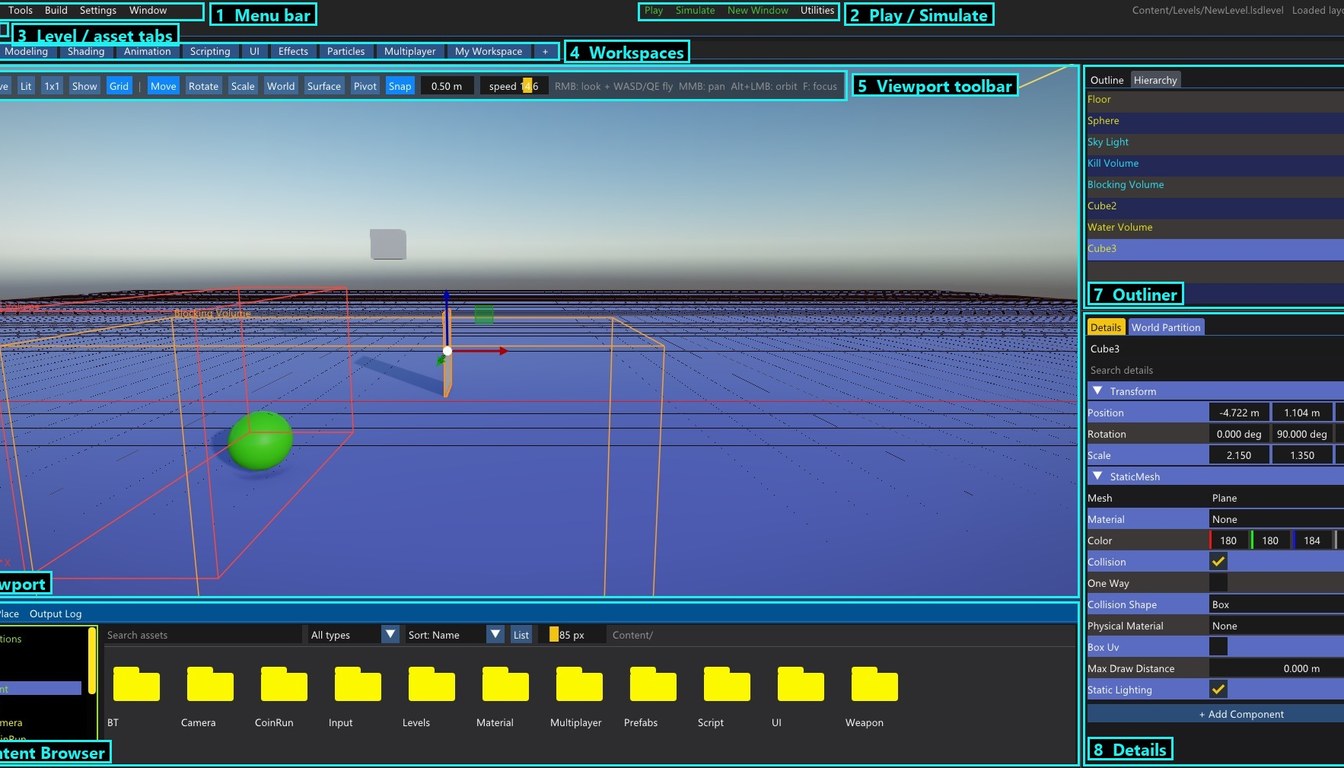 Tools Build Settings Window
1 Menu bar
Play Simulate New Window Utilities
2 Play / Simulate
Content/Levels/NewLevel.lsdlevel Loaded
3 Level / asset tabs
Modeling Shading Animation Scripting UI Effects Particles Multiplayer My Workspace +
4 Workspaces
Lit 1x1 Show Grid | Move Rotate Scale World Surface Pivot Snap 0.50 m speed RMB: look + WASD/QE fly MMB: pan Alt+LMB: orbit F: focus
5 Viewport toolbar
Outline Hierarchy
Floor
Sphere
Sky Light
Kill Volume
Blocking Volume
Cube2
Water Volume
Cube3
7 Outliner
Blocking Volume
Details World Partition
Cube3
Search details
Transform
Position -4.722 m 1.104 m
Rotation 0.000 deg 90.000 deg
Scale 2.150 1.350
StaticMesh
Mesh Plane
Material None
Color 180 180 184
Collision
One Way
Collision Shape Box
Physical Material None
Box Uv
Max Draw Distance 0.000 m
Static Lighting
+ Add Component
8 Details
wport
lace Output Log
tions
Search assets All types Sort: Name List 85 px Content/
nt
mera
BT Camera CoinRun Input Levels Material Multiplayer Prefabs Script UI Weapon
ntent Browser